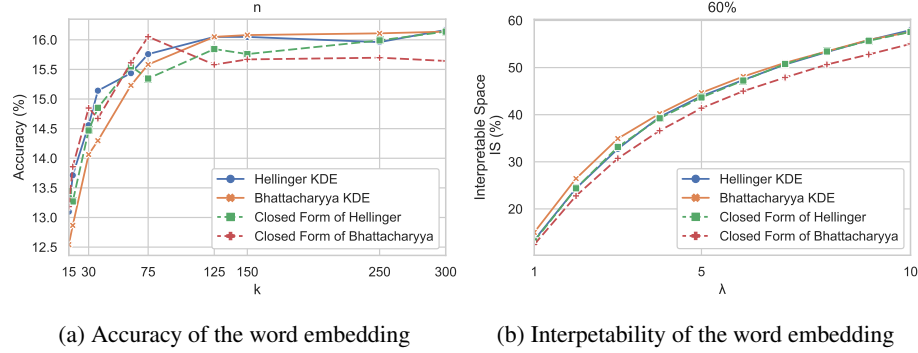 n
16.0
15.5
15.0
14.5
14.0
13.5
13.0
12.5
Accuracy (%)
Hellinger KDE
Bhattacharyya KDE
Closed Form of Hellinger
Closed Form of Bhattacharyya
15 30 75 125 150 250 300
k
(a) Accuracy of the word embedding
60%
60
50
40
30
20
Interpretable Space
IS (%)
Hellinger KDE
Bhattacharyya KDE
Closed Form of Hellinger
Closed Form of Bhattacharyya
1 5 10
λ
(b) Interpetability of the word embedding